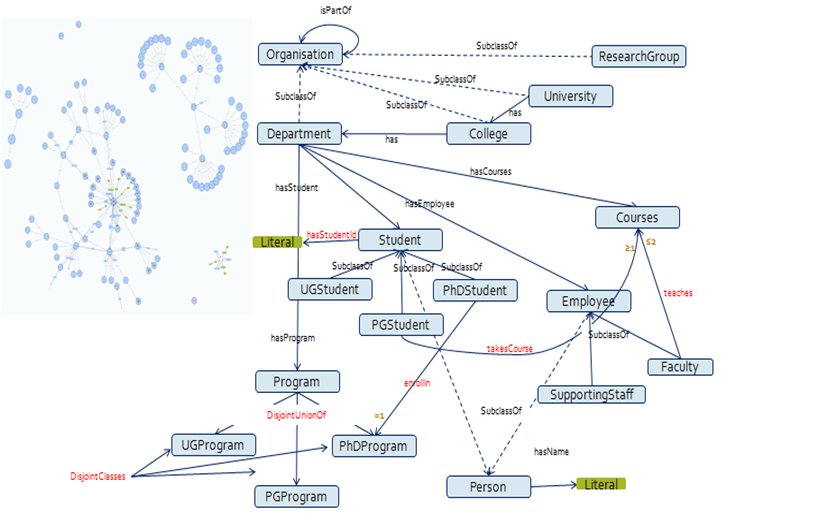 isPartOf
Organisation
SubclassOf
ResearchGroup
SubclassOf
University
SubclassOf
SubclassOf
has
Department
has
College
hasCourses
hasStudent
hasEmployee
Courses
Literal
hasStudentId
Student
≥1
≤2
SubclassOf
SubclassOf
SubclassOf
UGStudent
PhDStudent
Employee
teaches
PGStudent
SubclassOf
hasProgram
takesCourse
Faculty
Program
enrollIn
SupportingStaff
DisjointUnionOf
=1
SubclassOf
UGProgram
PhDProgram
hasName
DisjointClasses
Person
Literal
PGProgram